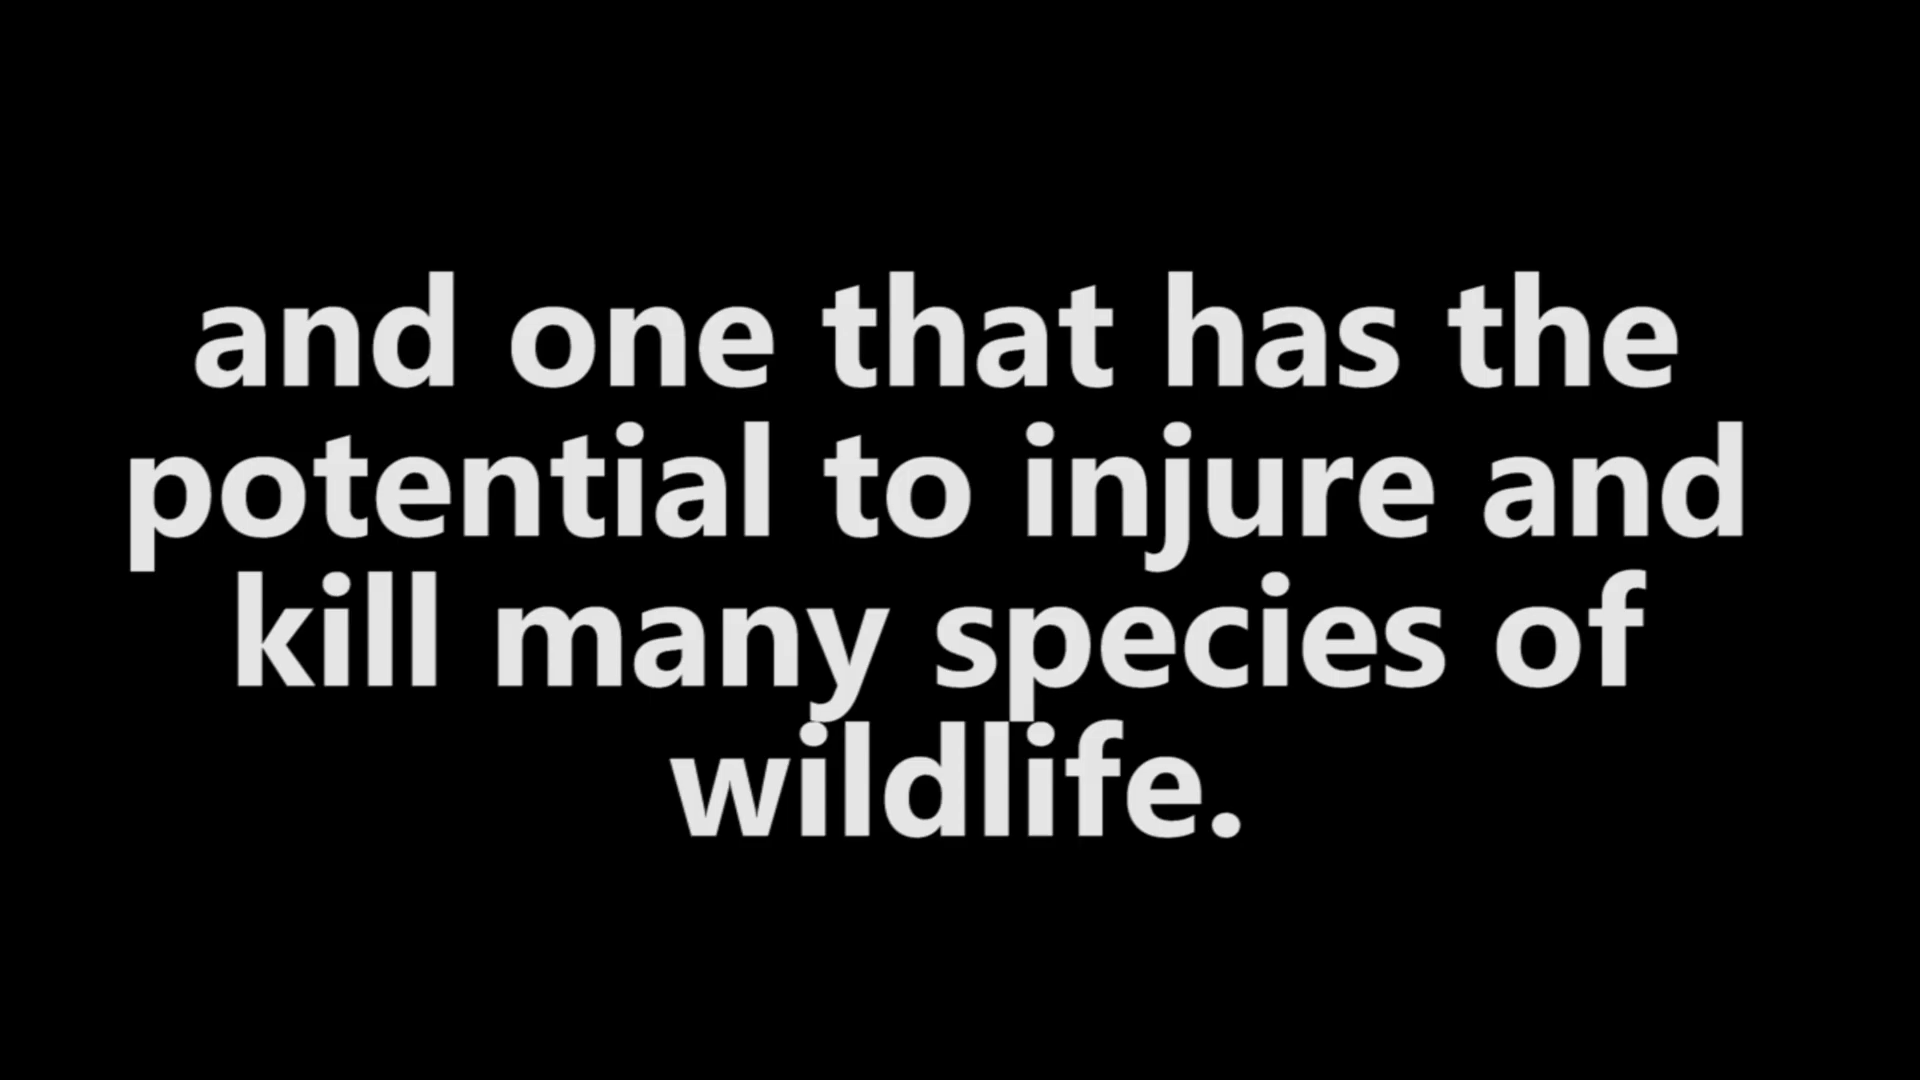 and one that has the
potential to injure and
kill many species of
wildlife.